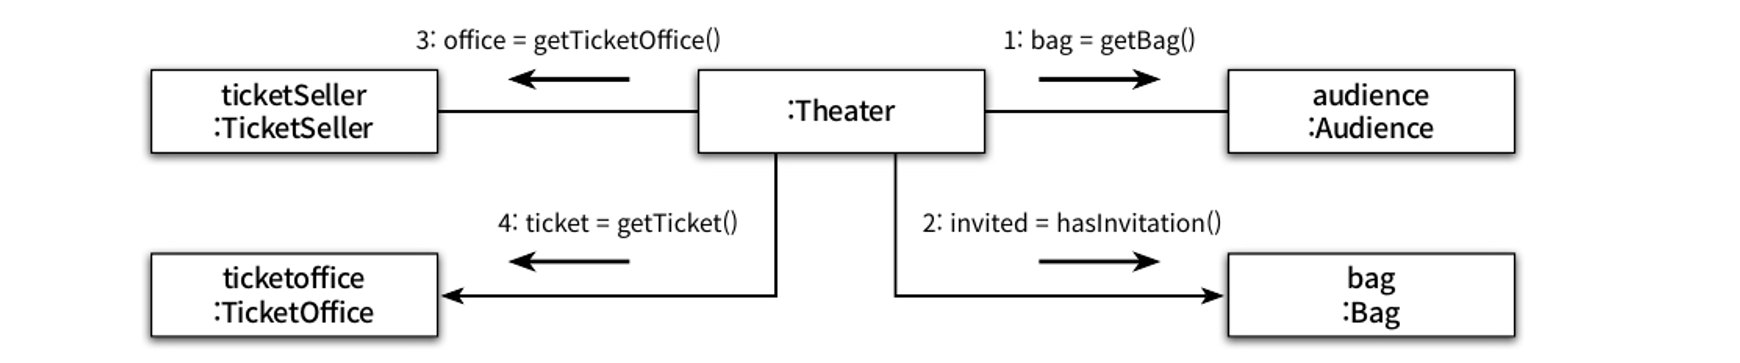 3: office = getTicketOffice()
1: bag = getBag()
ticketSeller
:TicketSeller
:Theater
audience
:Audience
4: ticket = getTicket()
2: invited = hasInvitation()
ticketoffice
:TicketOffice
bag
:Bag